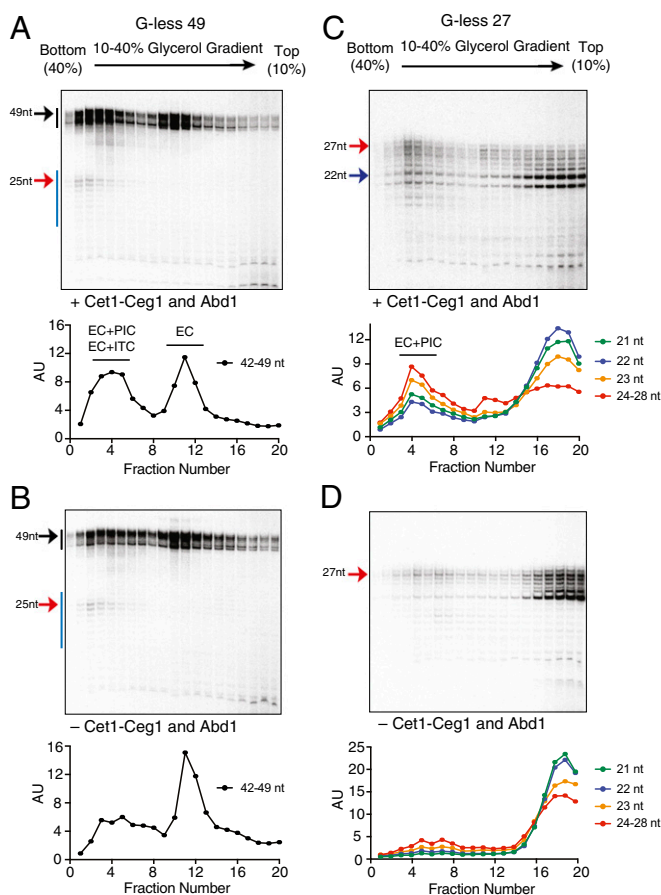 A
G-less 49
Bottom (40%)
10-40% Glycerol Gradient
Top (10%)
49nt
25nt
+ Cet1-Ceg1 and Abd1
EC+PIC
EC+ITC
EC
16
12
8
4
0
AU
42-49 nt
0 4 8 12 16 20
Fraction Number
B
49nt
25nt
– Cet1-Ceg1 and Abd1
16
12
8
4
0
AU
42-49 nt
0 4 8 12 16 20
Fraction Number
C
G-less 27
Bottom (40%)
10-40% Glycerol Gradient
Top (10%)
27nt
22nt
+ Cet1-Ceg1 and Abd1
EC+PIC
15
12
9
6
3
0
AU
21 nt
22 nt
23 nt
24-28 nt
0 4 8 12 16 20
Fraction Number
D
27nt
– Cet1-Ceg1 and Abd1
25
20
15
10
5
0
AU
21 nt
22 nt
23 nt
24-28 nt
0 4 8 12 16 20
Fraction Number